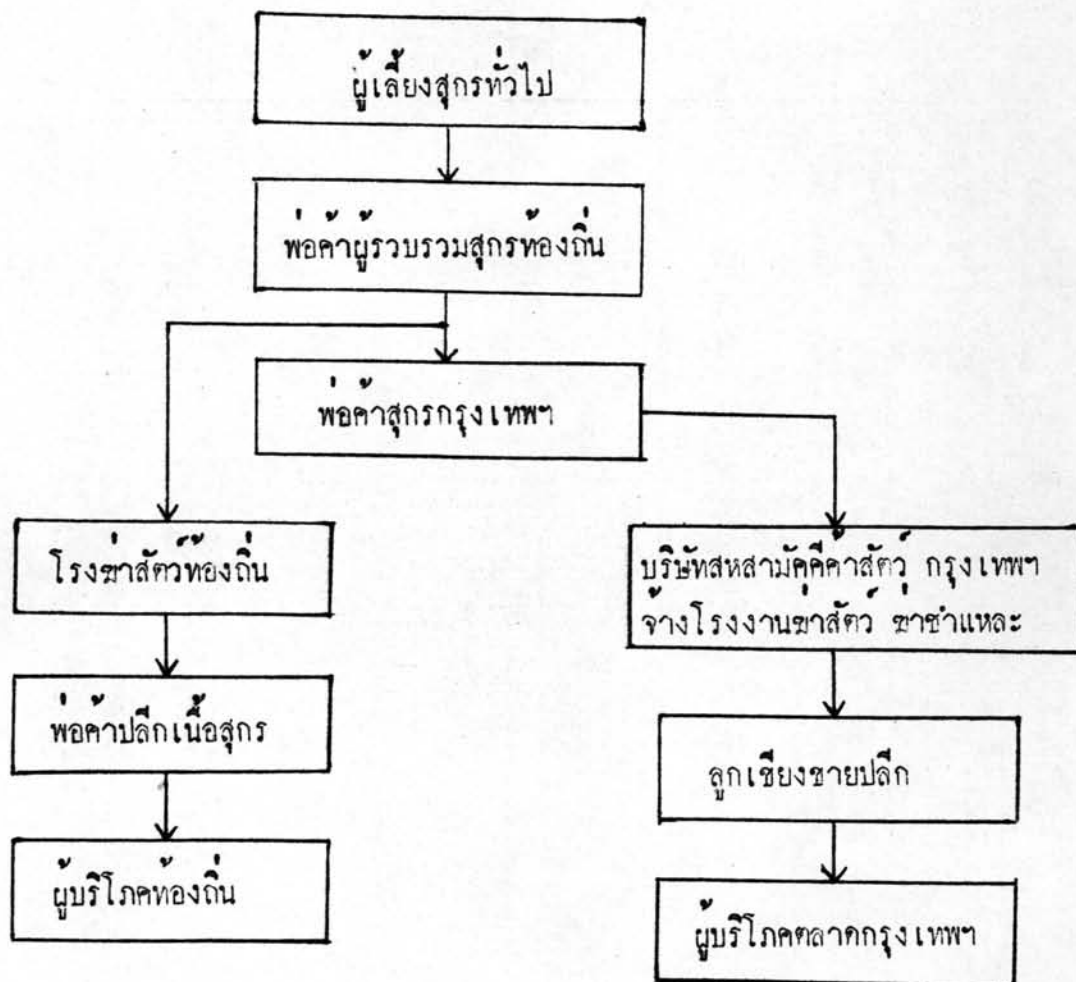 ผู้เลี้ยงสุกรทั่วไป
พ่อค้าผู้รวบรวมสุกรท้องถิ่น
พ่อค้าสุกรกรุงเทพฯ
โรงฆ่าสัตว์ท้องถิ่น
พ่อค้าปลีกเนื้อสุกร
ผู้บริโภคท้องถิ่น
บริษัทสหสามัคคีค้าสัตว์ กรุงเทพฯ
จ้างโรงงานฆ่าสัตว์ ฆ่าชำแหละ
ลูกเขียงขายปลีก
ผู้บริโภคตลาดกรุงเทพฯ